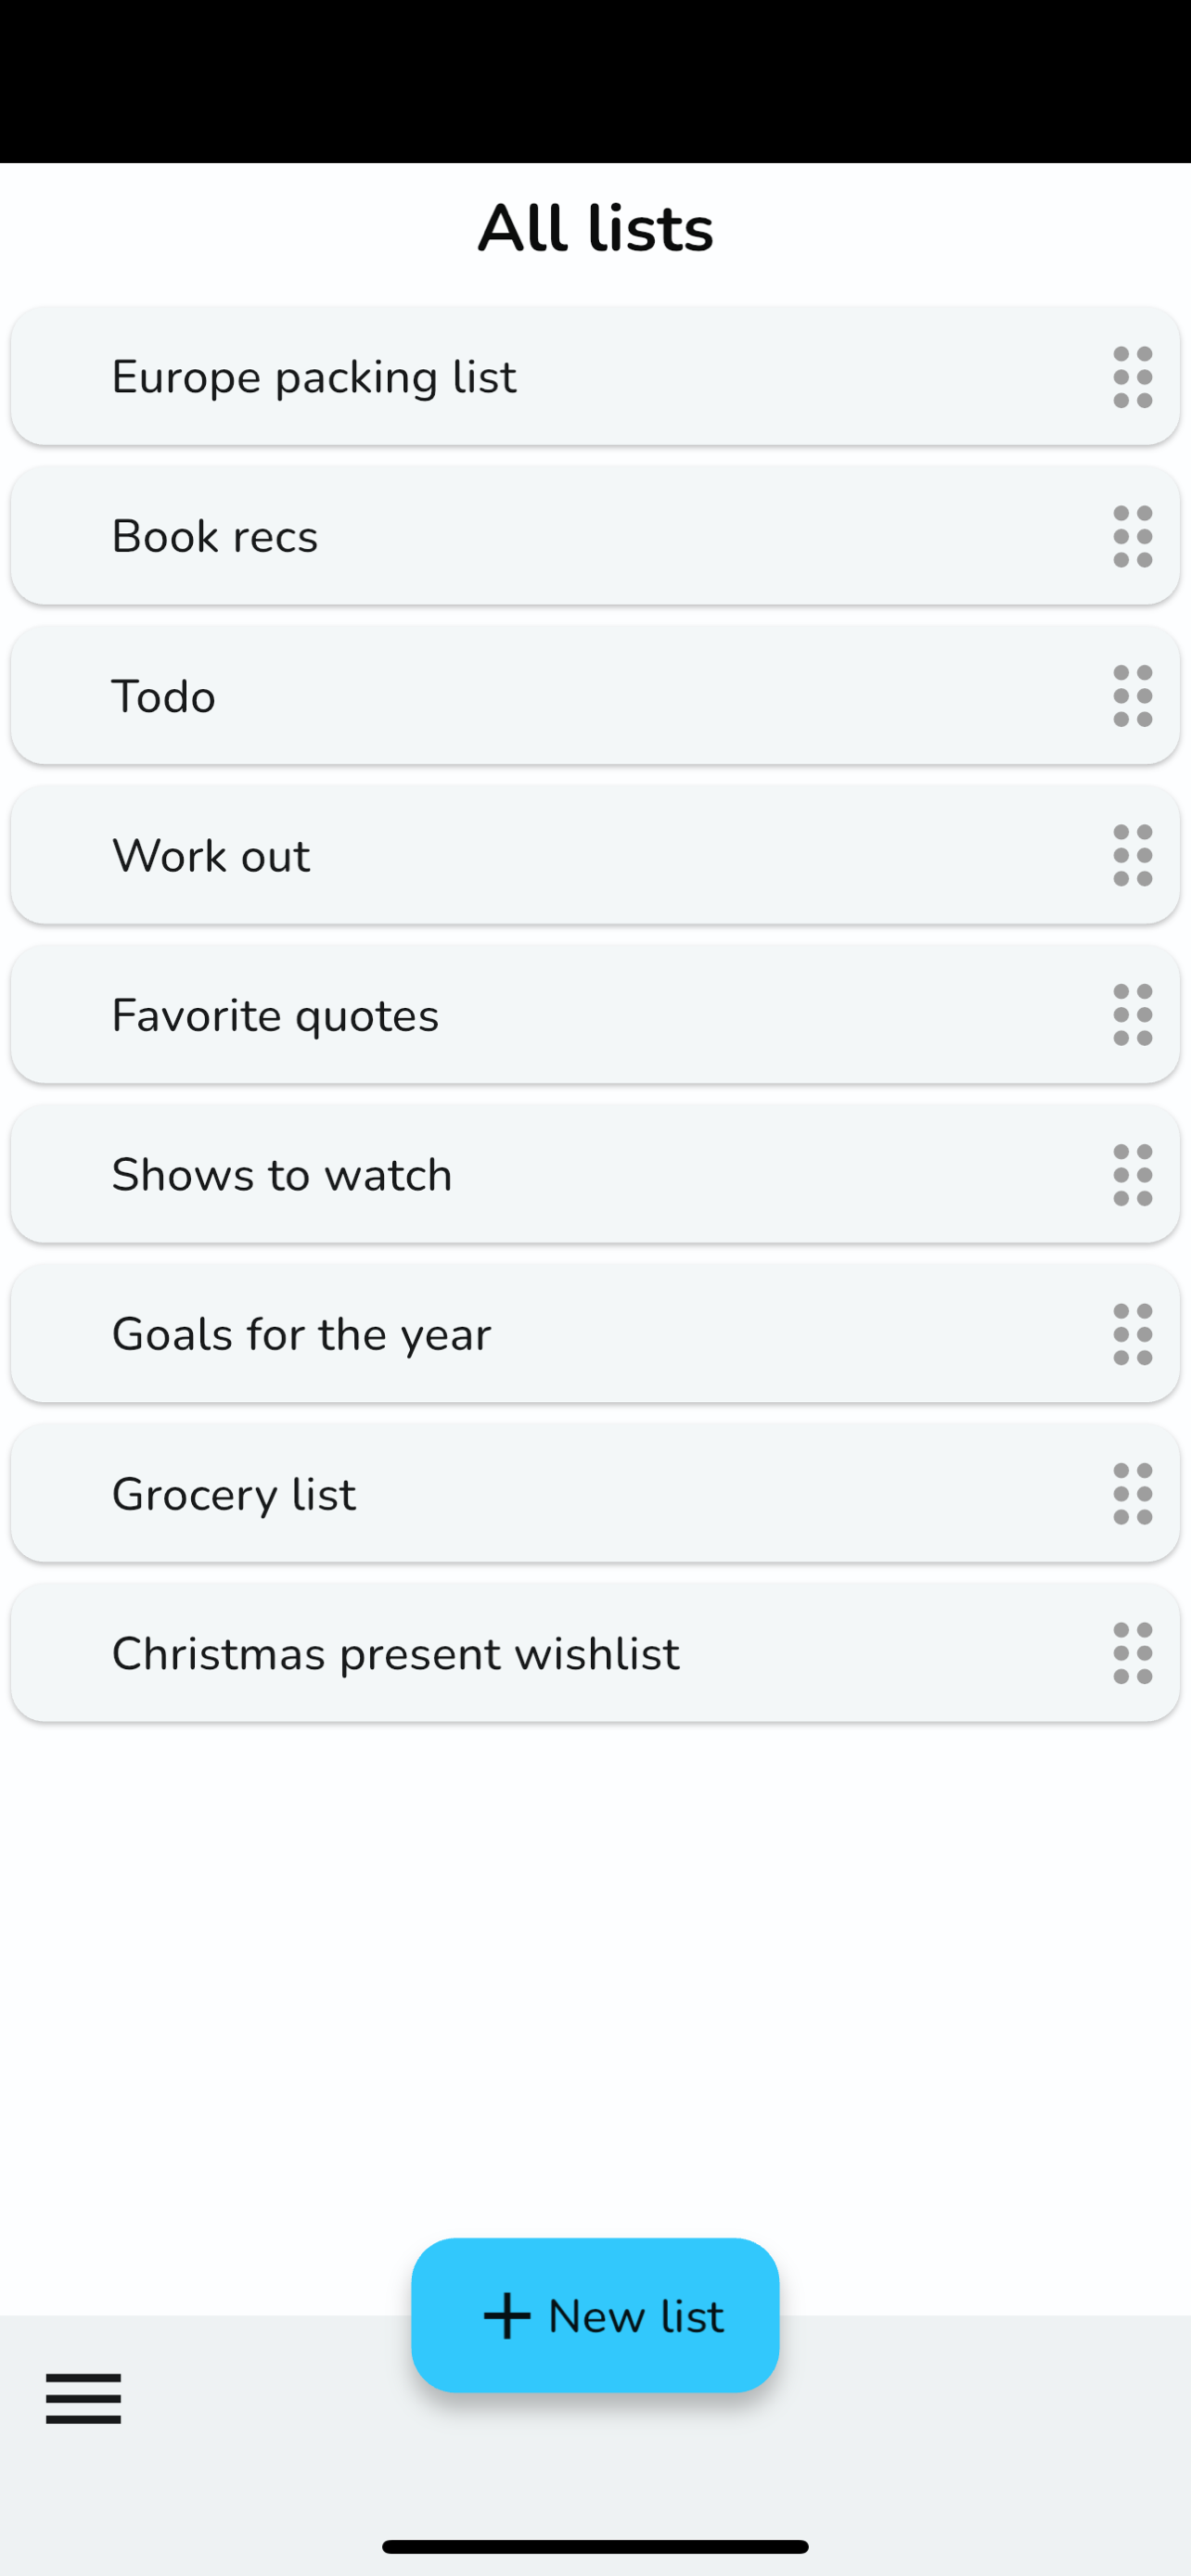 All lists
Europe packing list
Book recs
Todo
Work out
Favorite quotes
Shows to watch
Goals for the year
Grocery list
Christmas present wishlist
New list